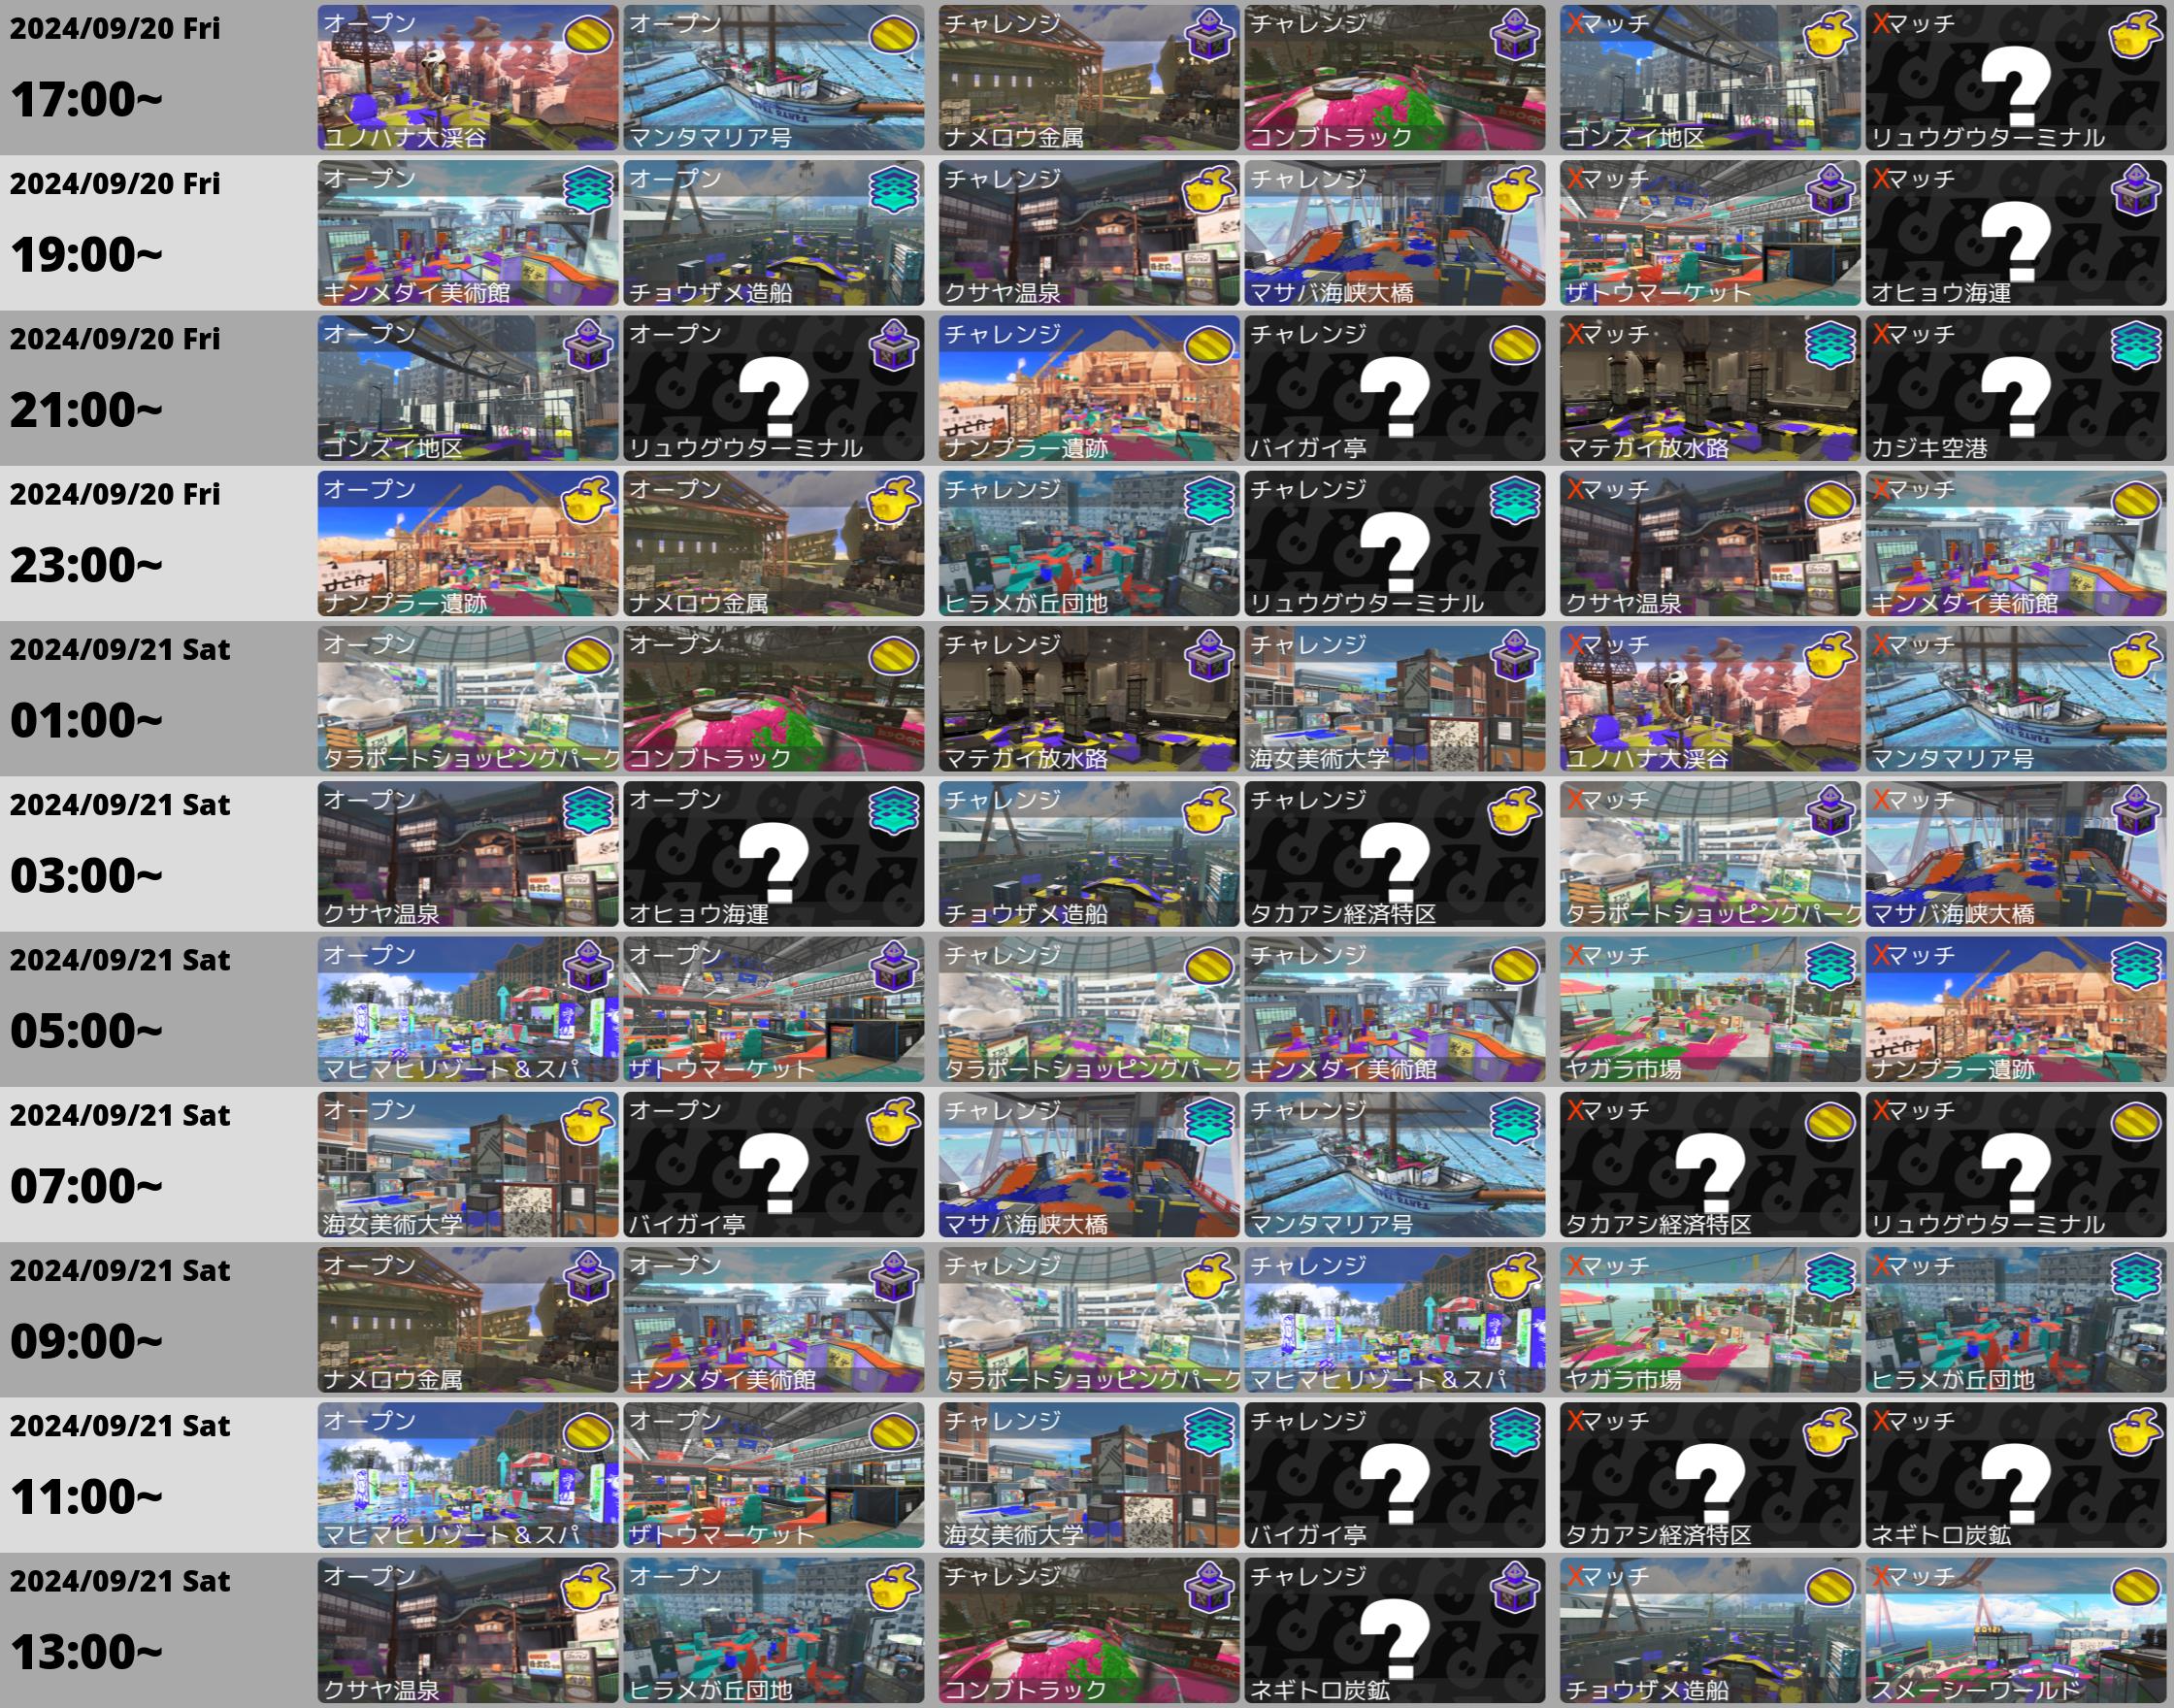 2024/09/20 Fri
17:00~
オープン
ユノハナ大渓谷
オープン
マンタマリア号
チャレンジ
ナメロウ金属
チャレンジ
コンブトラック
Xマッチ
ゴンズイ地区
Xマッチ
?
リュウグウターミナル
2024/09/20 Fri
19:00~
オープン
キンメダイ美術館
オープン
チョウザメ造船
チャレンジ
クサヤ温泉
チャレンジ
マサバ海峡大橋
Xマッチ
ザトウマーケット
Xマッチ
?
オヒョウ海運
2024/09/20 Fri
21:00~
オープン
ゴンズイ地区
オープン
?
リュウグウターミナル
チャレンジ
ナンプラー遺跡
チャレンジ
?
バイガイ亭
Xマッチ
マテガイ放水路
Xマッチ
?
カジキ空港
2024/09/20 Fri
23:00~
オープン
ナンプラー遺跡
オープン
ナメロウ金属
チャレンジ
ヒラメが丘団地
チャレンジ
?
リュウグウターミナル
Xマッチ
クサヤ温泉
Xマッチ
キンメダイ美術館
2024/09/21 Sat
01:00~
オープン
タラポートショッピングパーク
オープン
コンブトラック
チャレンジ
マテガイ放水路
チャレンジ
海女美術大学
Xマッチ
ユノハナ大渓谷
Xマッチ
マンタマリア号
2024/09/21 Sat
03:00~
オープン
クサヤ温泉
オープン
?
オヒョウ海運
チャレンジ
チョウザメ造船
チャレンジ
?
タカアシ経済特区
Xマッチ
タラポートショッピングパーク
Xマッチ
マサバ海峡大橋
2024/09/21 Sat
05:00~
オープン
マヒマヒリゾート＆スパ
オープン
ザトウマーケット
チャレンジ
タラポートショッピングパーク
チャレンジ
キンメダイ美術館
Xマッチ
ヤガラ市場
Xマッチ
ナンプラー遺跡
2024/09/21 Sat
07:00~
オープン
海女美術大学
オープン
?
バイガイ亭
チャレンジ
マサバ海峡大橋
チャレンジ
マンタマリア号
Xマッチ
?
タカアシ経済特区
Xマッチ
?
リュウグウターミナル
2024/09/21 Sat
09:00~
オープン
ナメロウ金属
オープン
キンメダイ美術館
チャレンジ
タラポートショッピングパーク
チャレンジ
マヒマヒリゾート＆スパ
Xマッチ
ヤガラ市場
Xマッチ
ヒラメが丘団地
2024/09/21 Sat
11:00~
オープン
マヒマヒリゾート＆スパ
オープン
ザトウマーケット
チャレンジ
海女美術大学
チャレンジ
?
バイガイ亭
Xマッチ
?
タカアシ経済特区
Xマッチ
?
ネギトロ炭鉱
2024/09/21 Sat
13:00~
オープン
クサヤ温泉
オープン
ヒラメが丘団地
チャレンジ
コンブトラック
チャレンジ
?
ネギトロ炭鉱
Xマッチ
チョウザメ造船
Xマッチ
スメーシーワールド